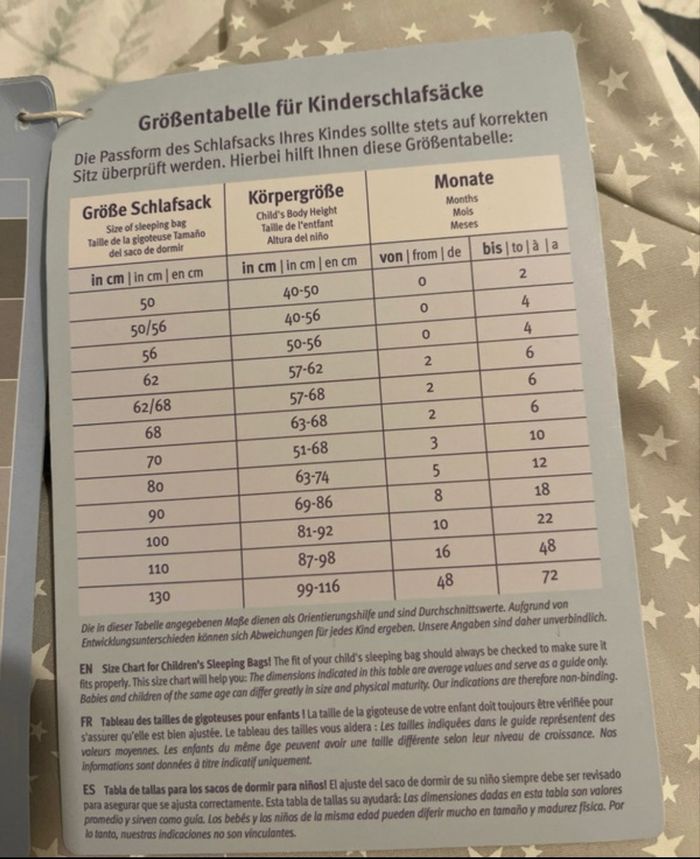 Größentabelle für Kinderschlafsäcke
Die Passform des Schlafsacks Ihres Kindes sollte stets auf korrekten
Sitz überprüft werden. Hierbei hilft Ihnen diese Größentabelle:
Größe Schlafsack Körpergröße Monate
Size of sleeping bag Child's Body Height Months
Taille de la gigoteuse Tamaño Taille de l'entfant Mois
del saco de dormir Altura del niño Meses
in cm | in cm | en cm in cm | in cm | en cm von | from | de bis | to | à | a
50 40-50 0 2
50/56 40-56 0 4
56 50-56 0 4
62 57-62 2 6
62/68 57-68 2 6
68 63-68 2 6
70 51-68 3 10
80 63-74 5 12
90 69-86 8 18
100 81-92 10 22
110 87-98 16 48
130 99-116 48 72
Die in dieser Tabelle angegebenen Maße dienen als Orientierungshilfe und sind Durchschnittswerte. Aufgrund von
Entwicklungsunterschieden können sich Abweichungen für jedes Kind ergeben. Unsere Angaben sind daher unverbindlich.
EN Size Chart for Children's Sleeping Bags! The fit of your child's sleeping bag should always be checked to make sure it
fits properly. This size chart will help you: The dimensions indicated in this table are average values and serve as a guide only.
Babies and children of the same age can differ greatly in size and physical maturity. Our indications are therefore non-binding.
FR Tableau des tailles de gigoteuses pour enfants ! La taille de la gigoteuse de votre enfant doit toujours être vérifiée pour
s'assurer qu'elle est bien ajustée. Le tableau des tailles vous aidera : Les tailles indiquées dans le guide représentent des
valeurs moyennes. Les enfants du même âge peuvent avoir une taille différente selon leur niveau de croissance. Nos
informations sont données à titre indicatif uniquement.
ES Tabla de tallas para los sacos de dormir para niños! El ajuste del saco de dormir de su niño siempre debe ser revisado
para asegurar que se ajusta correctamente. Esta tabla de tallas su ayudará: Las dimensiones dadas en esta tabla son valores
promedio y sirven como guía. Los bebés y los niños de la misma edad pueden diferir mucho en tamaño y madurez física. Por
lo tanto, nuestras indicaciones no son vinculantes.